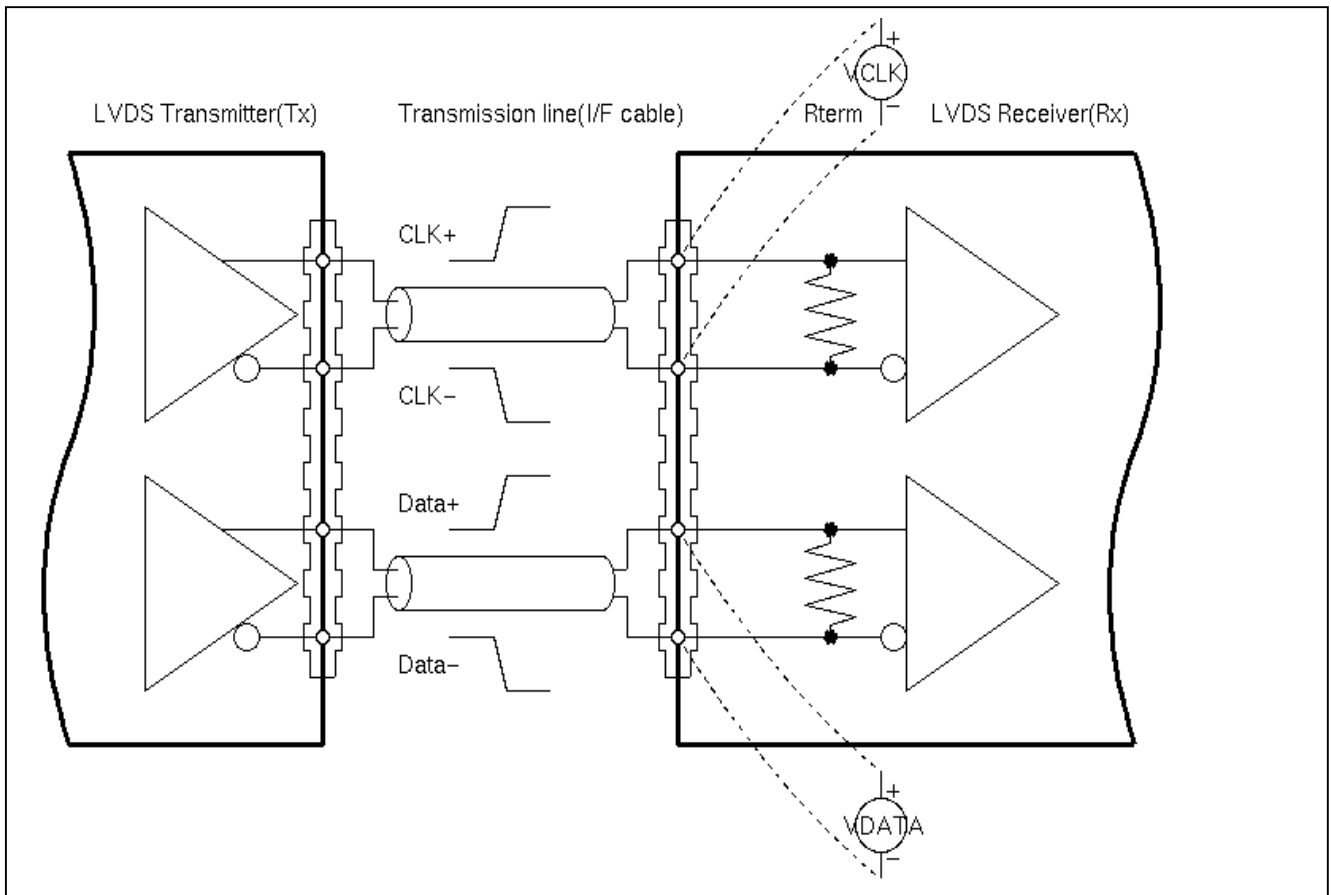 +
VCLK
−
LVDS Transmitter(Tx)
Transmission line(I/F cable)
Rterm
LVDS Receiver(Rx)
CLK+
CLK−
Data+
Data−
+
VDATA
−